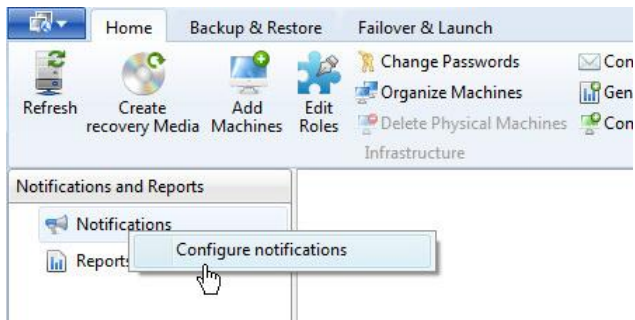 Home Backup & Restore Failover & Launch
Refresh
Create
recovery Media
Add
Machines
Edit
Roles
Change Passwords
Organize Machines
Delete Physical Machines
Infrastructure
Notifications and Reports
Notifications
Configure notifications
Reports